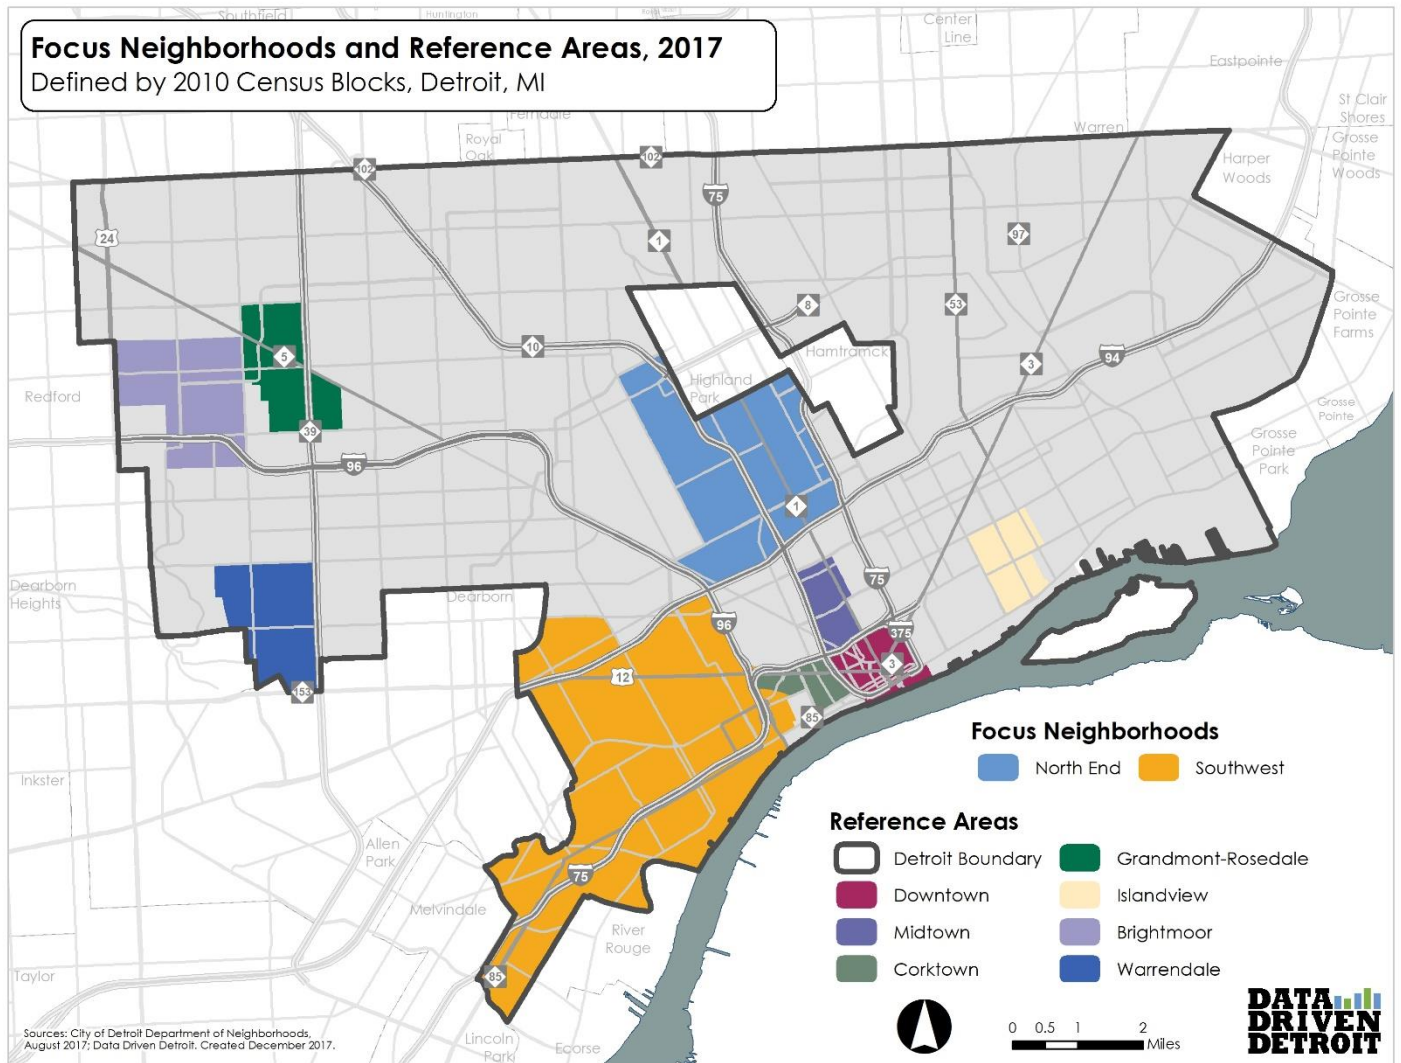 Southfield
Huntington
Center
Line
Focus Neighborhoods and Reference Areas, 2017
Defined by 2010 Census Blocks, Detroit, MI
Eastpointe
St Clair
Shores
Ferndale
Royal
Oak
Warren
Grosse
Pointe
Woods
Harper
Woods
102
102
75
24
1
97
8
53
Grosse
Pointe
Farms
5
10
Hamtramck
3
94
Highland
Park
Redford
Grosse
Pointe
39
96
Grosse
Pointe
Park
1
Dearborn
Heights
Dearborn
75
96
375
12
3
153
85
Focus Neighborhoods
North End
Southwest
Inkster
Reference Areas
Allen
Park
Detroit Boundary
Grandmont-Rosedale
75
Downtown
Islandview
Melvindale
Midtown
Brightmoor
River
Rouge
Corktown
Warrendale
Taylor
85
Sources: City of Detroit Department of Neighborhoods,
August 2017; Data Driven Detroit. Created December 2017.
Lincoln
Park
Ecorse
0 0.5 1 2
Miles
DATA
DRIVEN
DETROIT